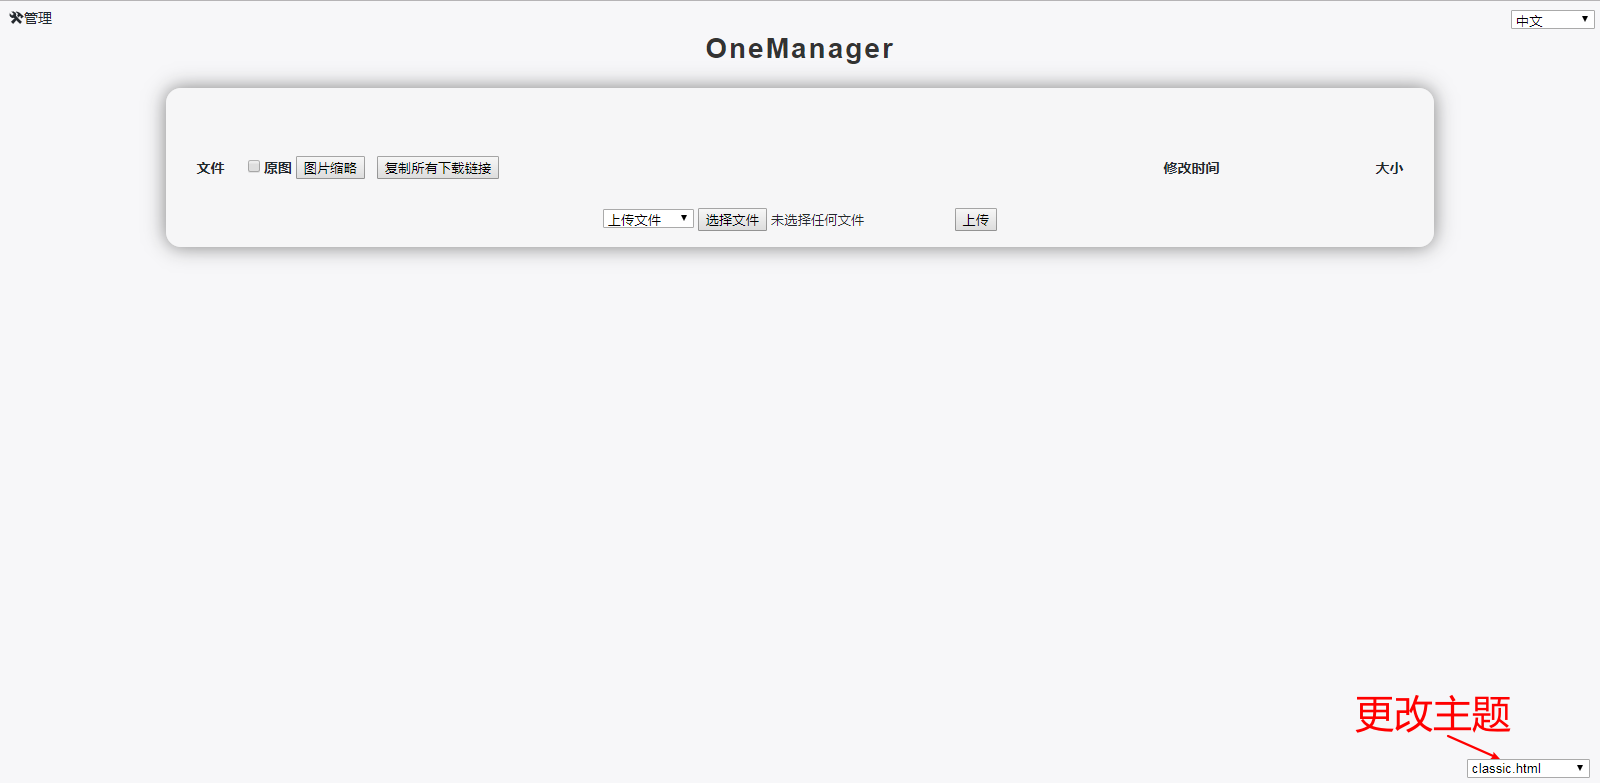 管理
中文
OneManager
文件 原图 图片缩略 复制所有下载链接 修改时间 大小
上传文件 选择文件 未选择任何文件 上传
更改主题
classic.html